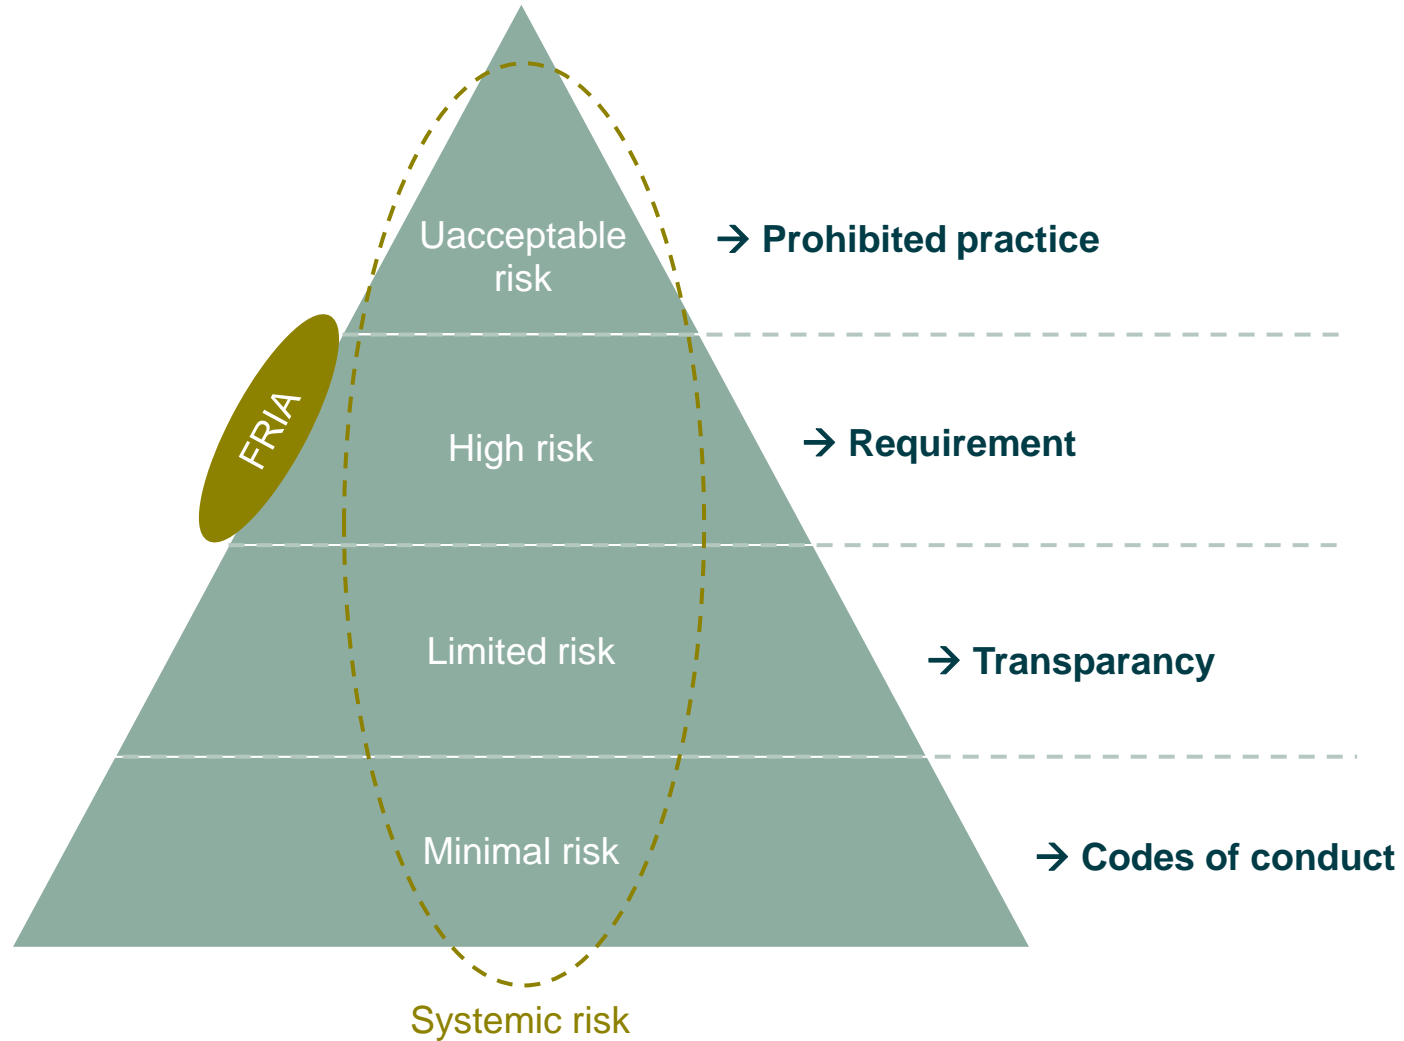 Uacceptable
risk
→ Prohibited practice
FRIA
High risk
→ Requirement
Limited risk
→ Transparancy
Minimal risk
→ Codes of conduct
Systemic risk